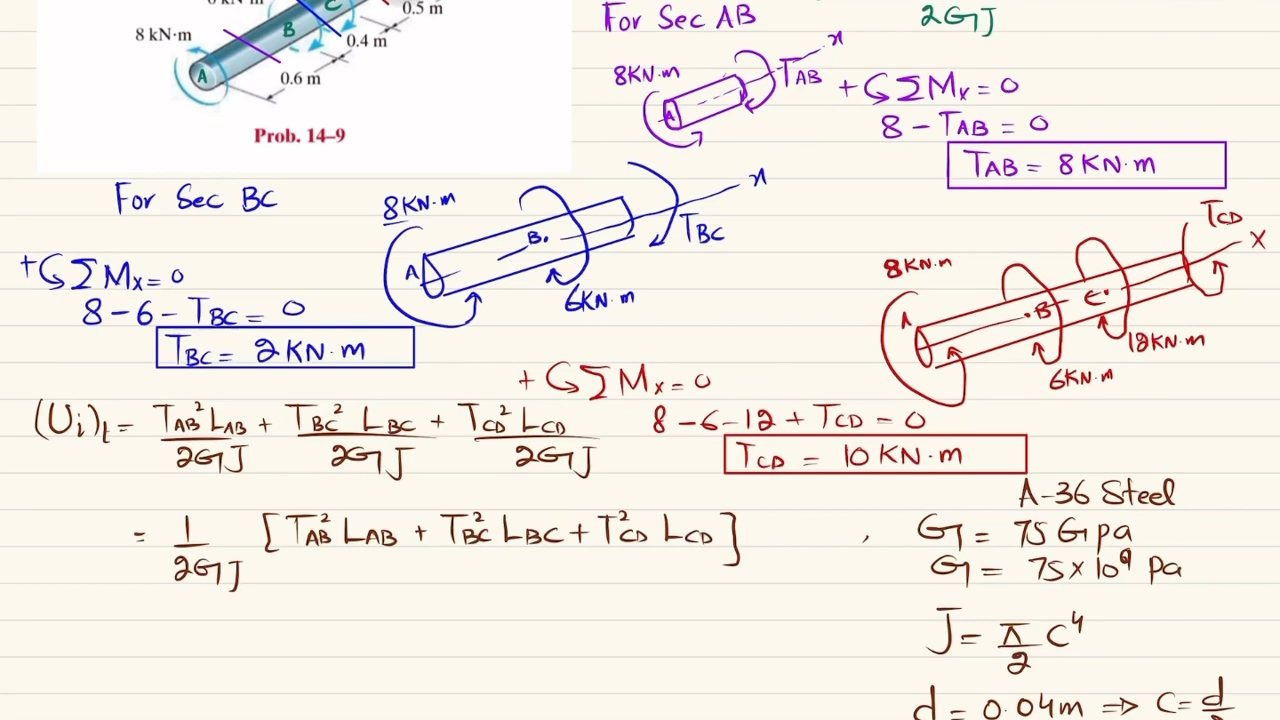 0.5 m
C
B
8 kN·m
0.4 m
A
0.6 m
Prob. 14–9
For Sec AB
2GJ
8KN·m
x
TAB
A
+ ΣMx = 0
8 - TAB = 0
TAB = 8 KN·m
For Sec BC
8KN·m
x
B.
TBC
A
6KN·m
+ ΣMx = 0
8 - 6 - TBC = 0
TBC = 2 KN·m
TCD
X
8KN·m
A
B
C
12KN·m
6KN·m
+ ΣMx = 0
8 - 6 - 12 + TCD = 0
TCD = 10 KN·m
(Ui)t = TAB² LAB / 2GJ + TBC² LBC / 2GJ + TCD² LCD / 2GJ
= 1 / 2GJ [TAB² LAB + TBC² LBC + TCD² LCD]
A-36 Steel
, G = 75 Gpa
G = 75 × 10⁹ Pa
J = π/2 C⁴
d = 0.04m ⇒ C = d